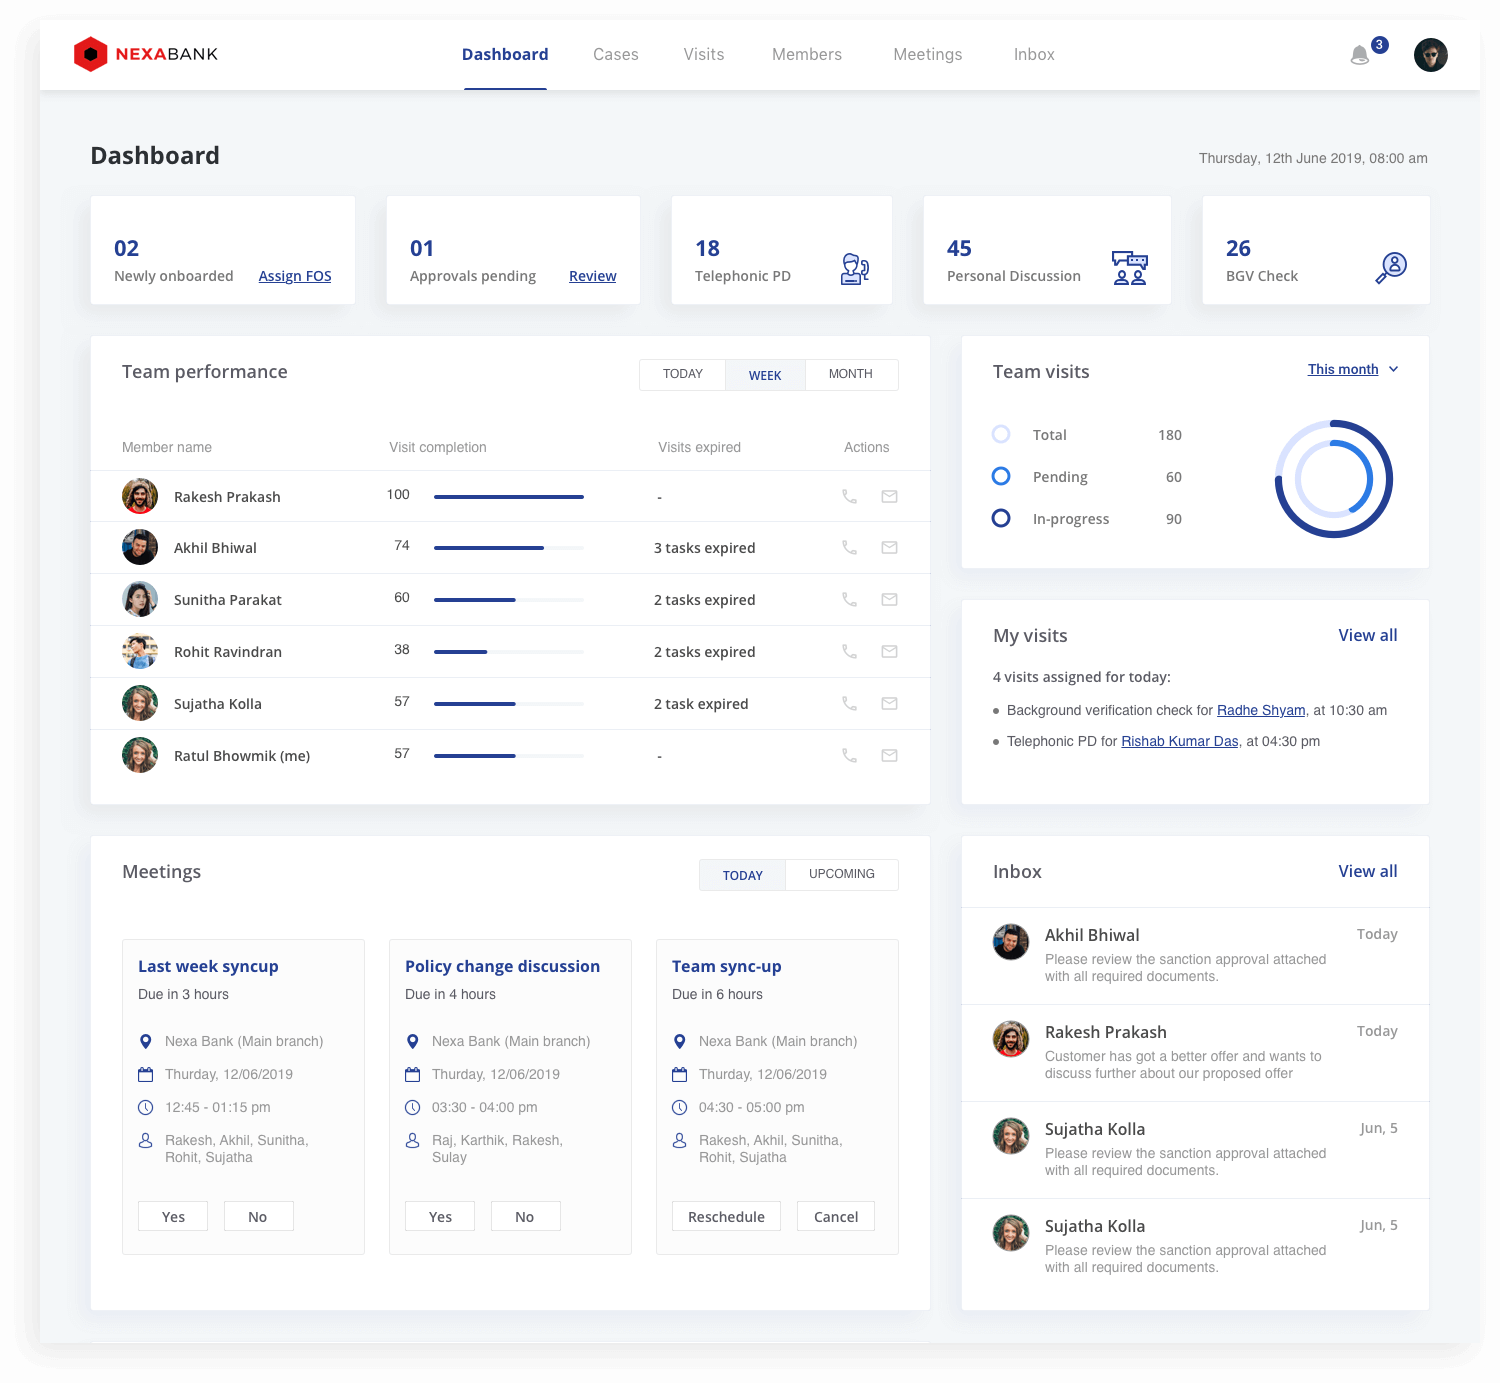 NEXABANK
Dashboard
Cases
Visits
Members
Meetings
Inbox
3
Dashboard
Thursday, 12th June 2019, 08:00 am
02
Newly onboarded
Assign FOS
01
Approvals pending
Review
18
Telephonic PD
45
Personal Discussion
26
BGV Check
Team performance
TODAY
WEEK
MONTH
Member name
Visit completion
Visits expired
Actions
Rakesh Prakash
100
-
Akhil Bhiwal
74
3 tasks expired
Sunitha Parakat
60
2 tasks expired
Rohit Ravindran
38
2 tasks expired
Sujatha Kolla
57
2 task expired
Ratul Bhowmik (me)
57
-
Team visits
This month
Total
180
Pending
60
In-progress
90
My visits
View all
4 visits assigned for today:
Background verification check for Radhe Shyam, at 10:30 am
Telephonic PD for Rishab Kumar Das, at 04:30 pm
Meetings
TODAY
UPCOMING
Last week syncup
Due in 3 hours
Nexa Bank (Main branch)
Thurday, 12/06/2019
12:45 - 01:15 pm
Rakesh, Akhil, Sunitha,
Rohit, Sujatha
Yes
No
Policy change discussion
Due in 4 hours
Nexa Bank (Main branch)
Thurday, 12/06/2019
03:30 - 04:00 pm
Raj, Karthik, Rakesh,
Sulay
Yes
No
Team sync-up
Due in 6 hours
Nexa Bank (Main branch)
Thurday, 12/06/2019
04:30 - 05:00 pm
Rakesh, Akhil, Sunitha,
Rohit, Sujatha
Reschedule
Cancel
Inbox
View all
Akhil Bhiwal
Today
Please review the sanction approval attached
with all required documents.
Rakesh Prakash
Today
Customer has got a better offer and wants to
discuss further about our proposed offer
Sujatha Kolla
Jun, 5
Please review the sanction approval attached
with all required documents.
Sujatha Kolla
Jun, 5
Please review the sanction approval attached
with all required documents.